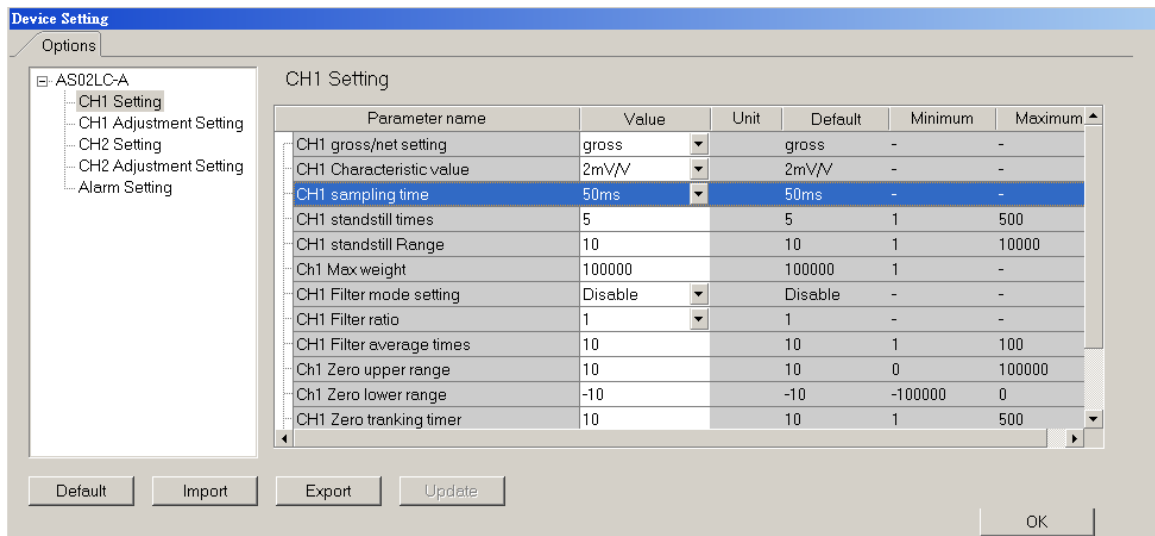 Device Setting
Options
AS02LC-A
CH1 Setting
CH1 Adjustment Setting
CH2 Setting
CH2 Adjustment Setting
Alarm Setting
CH1 Setting
Parameter name Value Unit Default Minimum Maximum
CH1 gross/net setting gross gross - -
CH1 Characteristic value 2mV/V 2mV/V - -
CH1 sampling time 50ms 50ms - -
CH1 standstill times 5 5 1 500
CH1 standstill Range 10 10 1 10000
Ch1 Max weight 100000 100000 1 -
CH1 Filter mode setting Disable Disable - -
CH1 Filter ratio 1 1 - -
CH1 Filter average times 10 10 1 100
Ch1 Zero upper range 10 10 0 100000
Ch1 Zero lower range -10 -10 -100000 0
CH1 Zero tranking timer 10 10 1 500
Default Import Export Update
OK